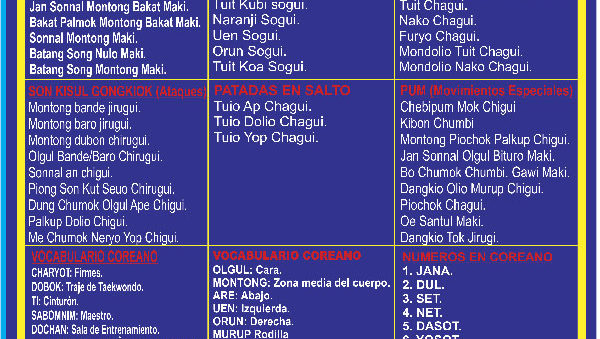 Jan Sonnal Montong Bakat Maki.
Bakat Palmok Montong Bakat Maki.
Sonnal Montong Maki.
Batang Song Nulo Maki.
Batang Song Montong Maki.
Tuit Kubi sogui.
Naranji Sogui.
Uen Sogui.
Orun Sogui.
Tuit Koa Sogui.
Tuit Chagui.
Nako Chagui.
Furyo Chagui.
Mondolio Tuit Chagui.
Mondolio Nako Chagui.
SON KISUL GONGKIOK (Ataques)
Montong bande jirugui.
Montong baro jirugui.
Montong dubon chirugui.
Olgul Bande/Baro Chirugui.
Sonnal an chigui.
Piong Son Kut Seuo Chirugui.
Dung Chumok Olgul Ape Chigui.
Palkup Dolio Chigui.
Me Chumok Neryo Yop Chigui.
PATADAS EN SALTO
Tuio Ap Chagui.
Tuio Dolio Chagui.
Tuio Yop Chagui.
PUM (Movimientos Especiales)
Chebipum Mok Chigui
Kibon Chumbi
Montong Piochok Palkup Chigui.
Jan Sonnal Olgul Bituro Maki.
Bo Chumok Chumbi. Gawi Maki.
Dangkio Olio Murup Chigui.
Piochok Chagui.
Oe Santul Maki.
Dangkio Tok Jirugi.
VOCABULARIO COREANO
CHARYOT: Firmes.
DOBOK: Traje de Taekwondo.
TI: Cinturón.
SABOMNIM: Maestro.
DOCHAN: Sala de Entrenamiento.
VOCABULARIO COREANO
OLGUL: Cara.
MONTONG: Zona media del cuerpo.
ARE: Abajo.
UEN: Izquierda.
ORUN: Derecha.
MURUP Rodilla
NUMEROS EN COREANO
1. JANA.
2. DUL.
3. SET.
4. NET.
5. DASOT.